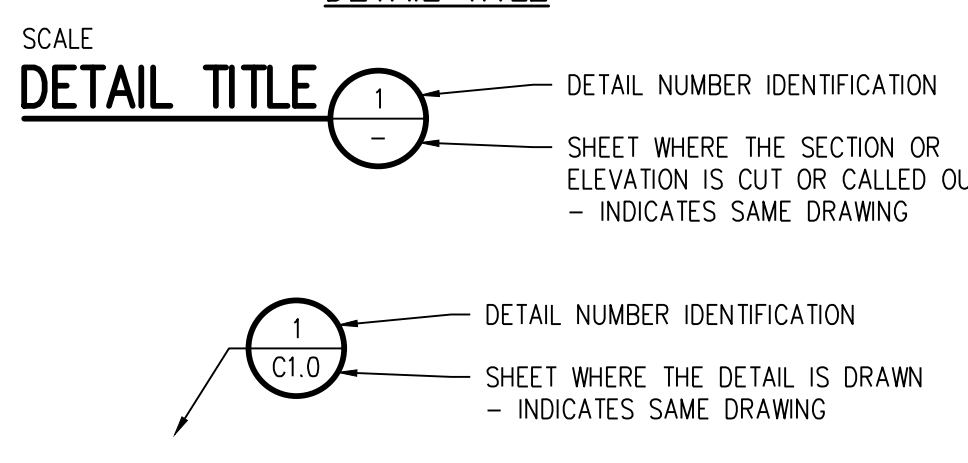 SCALE
DETAIL TITLE
1
-
DETAIL NUMBER IDENTIFICATION
SHEET WHERE THE SECTION OR
ELEVATION IS CUT OR CALLED
- INDICATES SAME DRAWING
1
C1.0
DETAIL NUMBER IDENTIFICATION
SHEET WHERE THE DETAIL IS DRAWN
- INDICATES SAME DRAWING